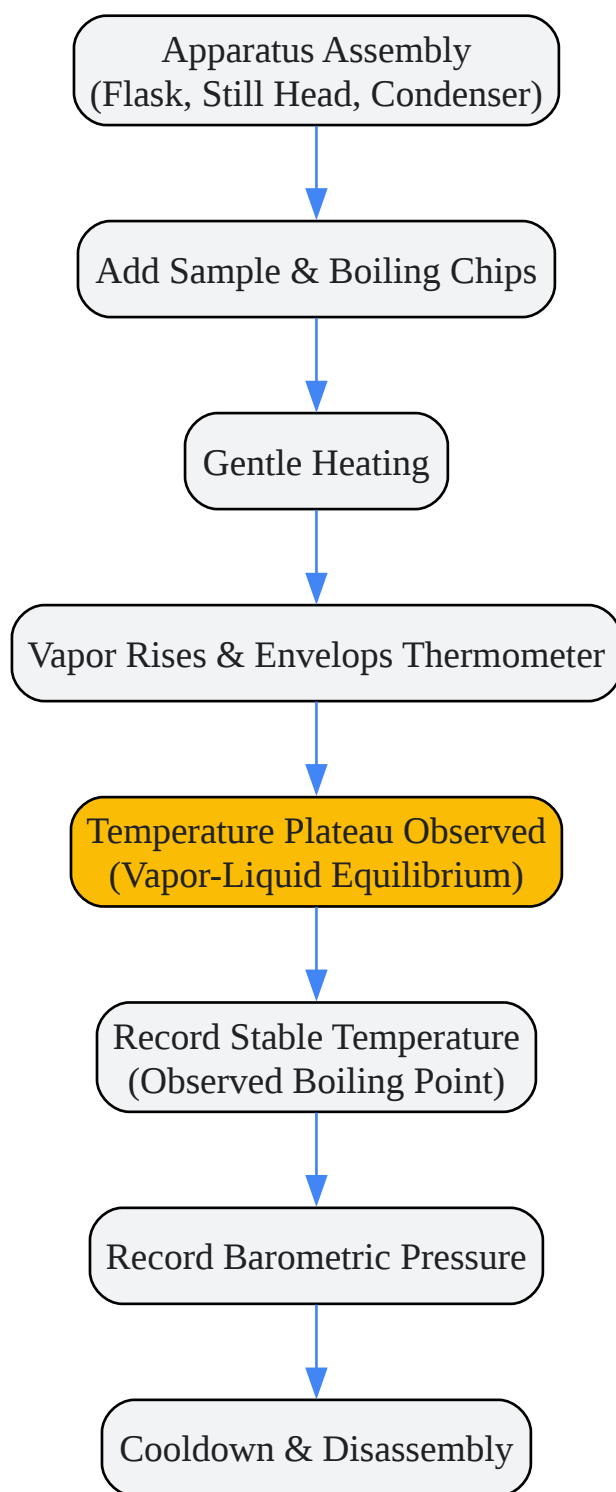 Apparatus Assembly
(Flask, Still Head, Condenser)
Add Sample & Boiling Chips
Gentle Heating
Vapor Rises & Envelops Thermometer
Temperature Plateau Observed
(Vapor-Liquid Equilibrium)
Record Stable Temperature
(Observed Boiling Point)
Record Barometric Pressure
Cooldown & Disassembly